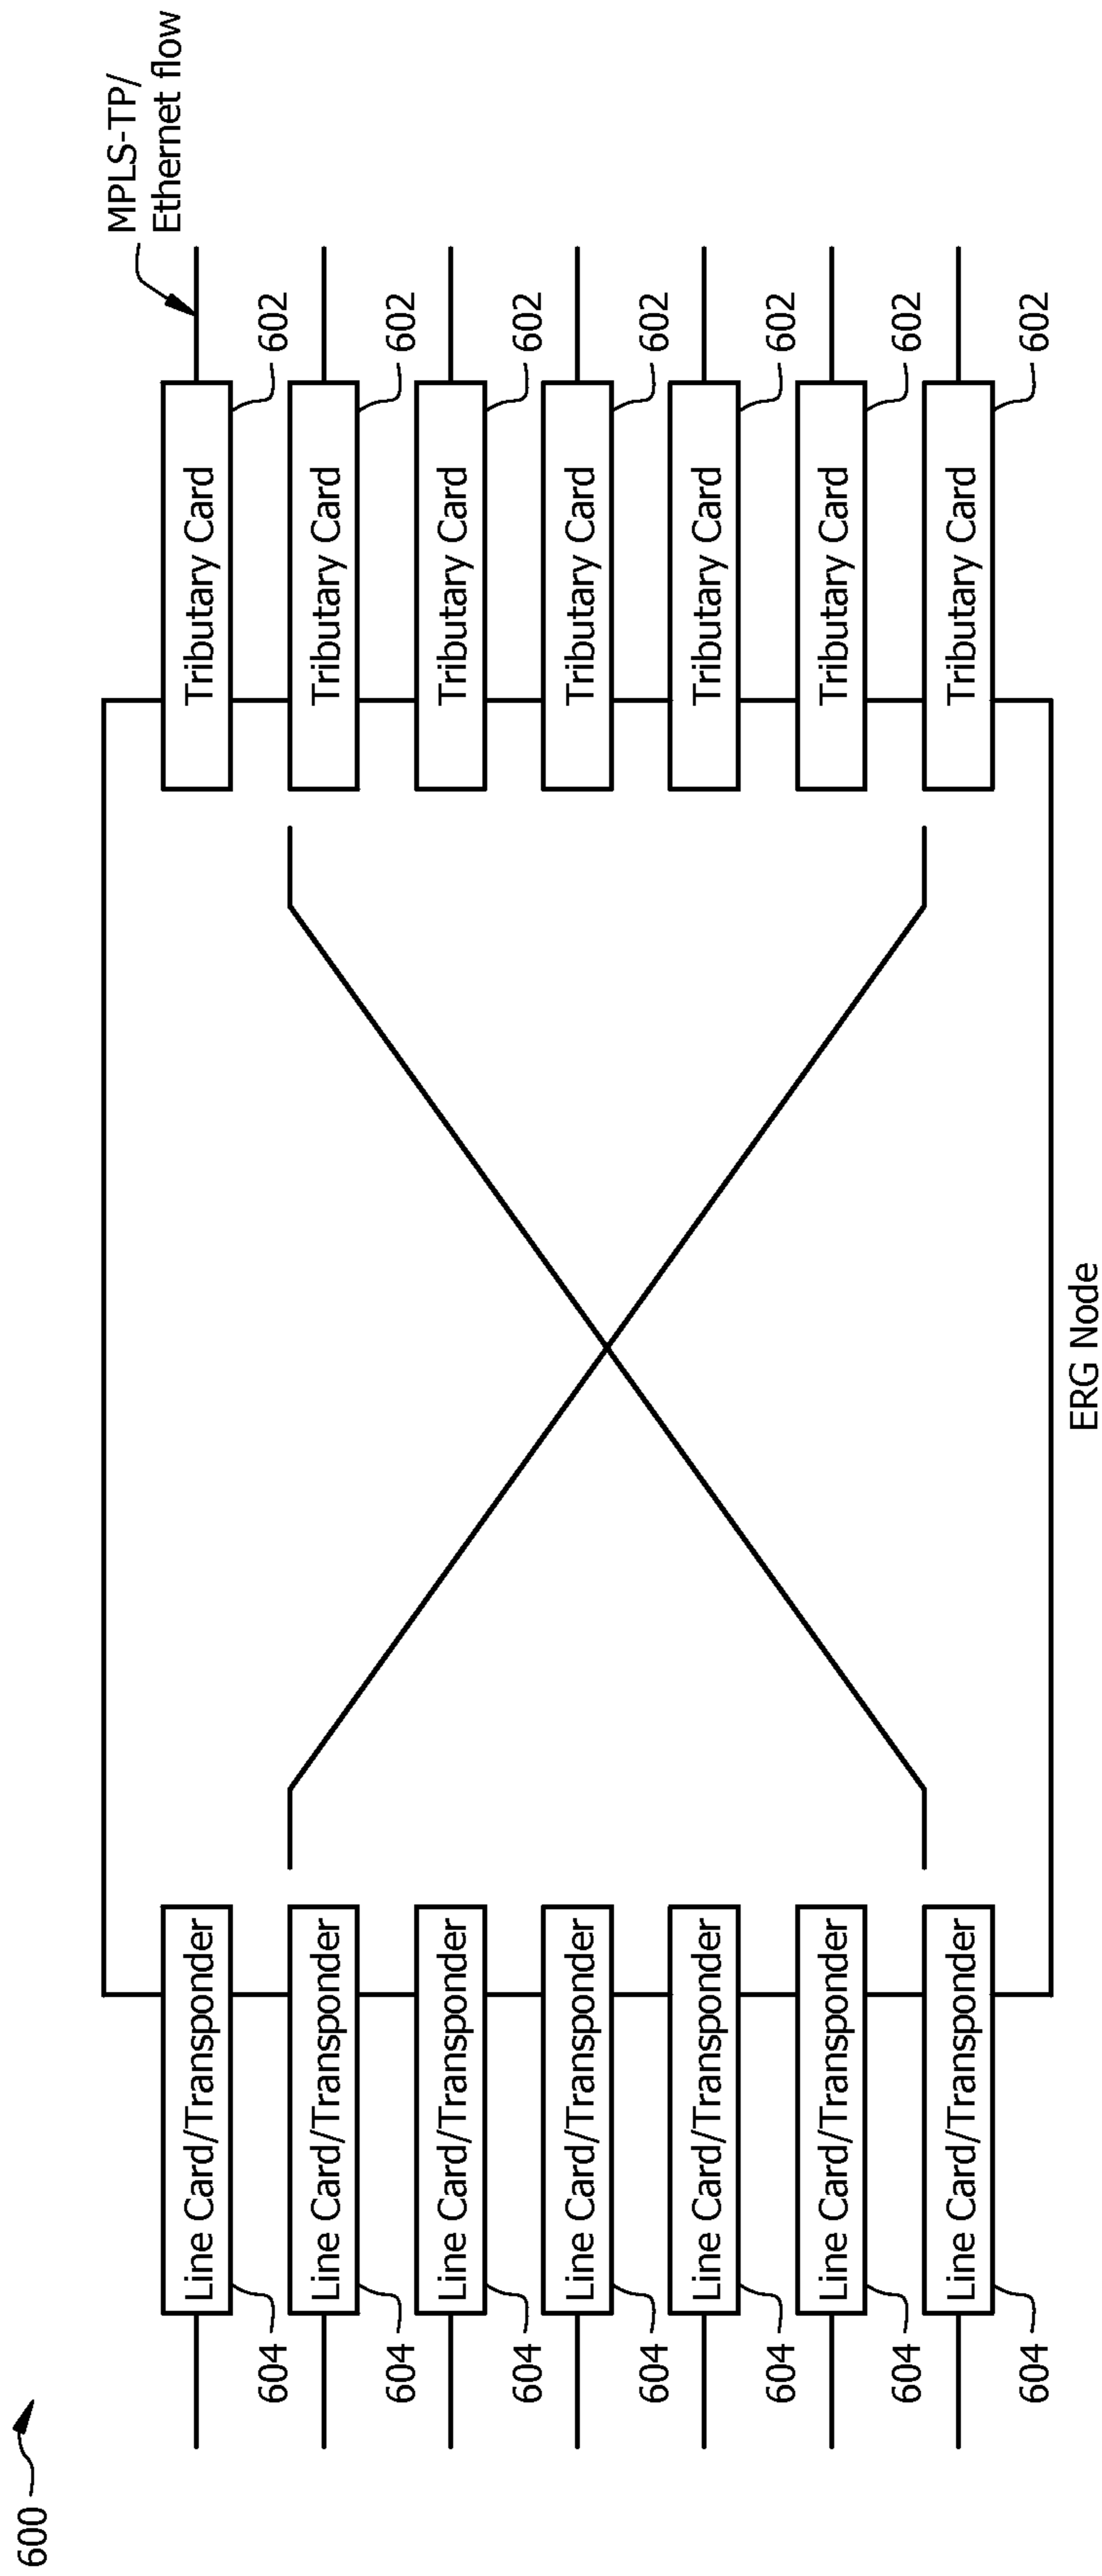 600
MPLS-TP/
Ethernet flow
Line Card/Transponder
604
Tributary Card
602
Line Card/Transponder
604
Tributary Card
602
Line Card/Transponder
604
Tributary Card
602
Line Card/Transponder
604
Tributary Card
602
Line Card/Transponder
604
Tributary Card
602
Line Card/Transponder
604
Tributary Card
602
Line Card/Transponder
604
Tributary Card
602
ERG Node